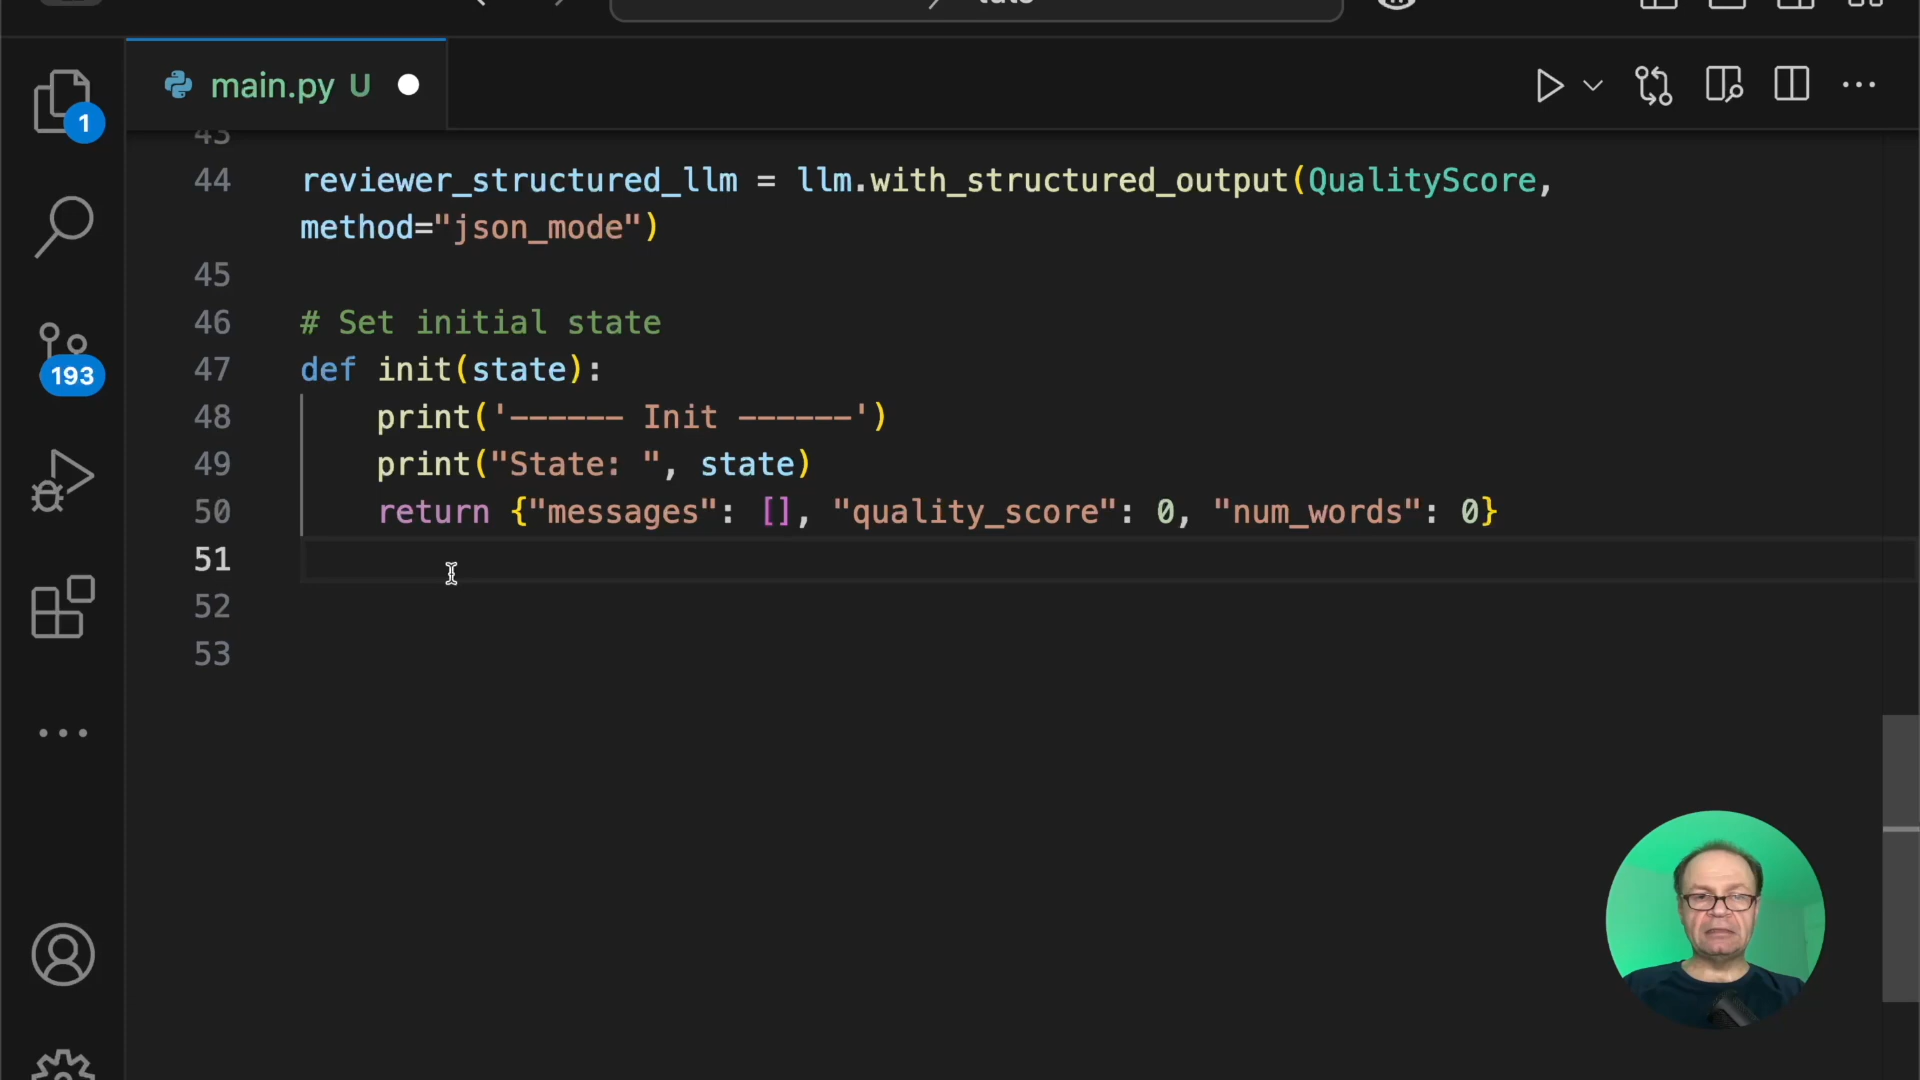 main.py U
1
43
44 reviewer_structured_llm = llm.with_structured_output(QualityScore,
method="json_mode")
45
46 # Set initial state
47 def init(state):
48 print('—————— Init ——————')
49 print("State: ", state)
193
50 return {"messages": [], "quality_score": 0, "num_words": 0}
51
52
53